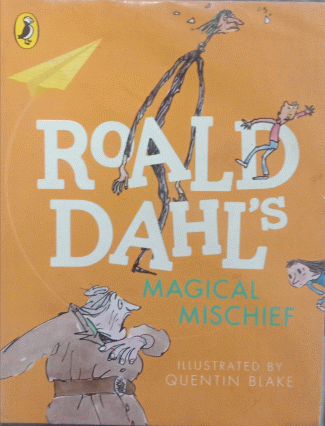 ROALD
DAHL'S
MAGICAL
MISCHIEF
ILLUSTRATED BY
QUENTIN BLAKE